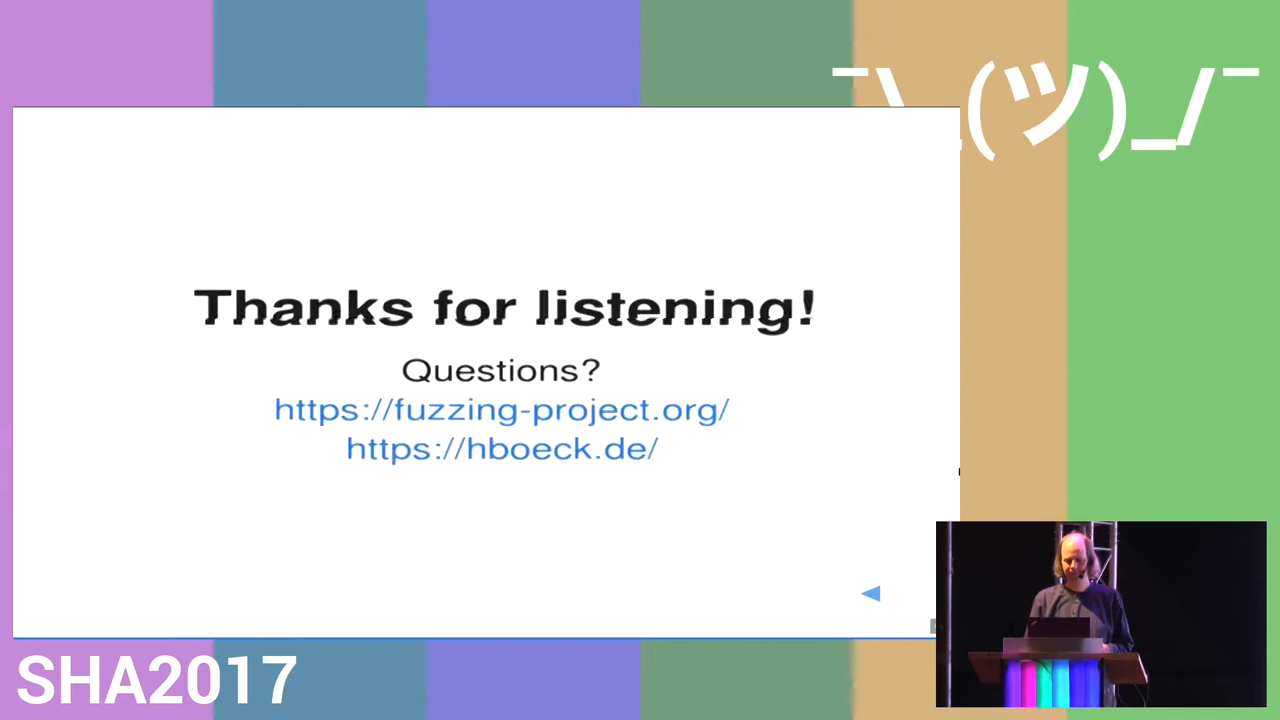 ¯\_(ツ)_/¯
Thanks for listening!
Questions?
https://fuzzing-project.org/
https://hboeck.de/
SHA2017